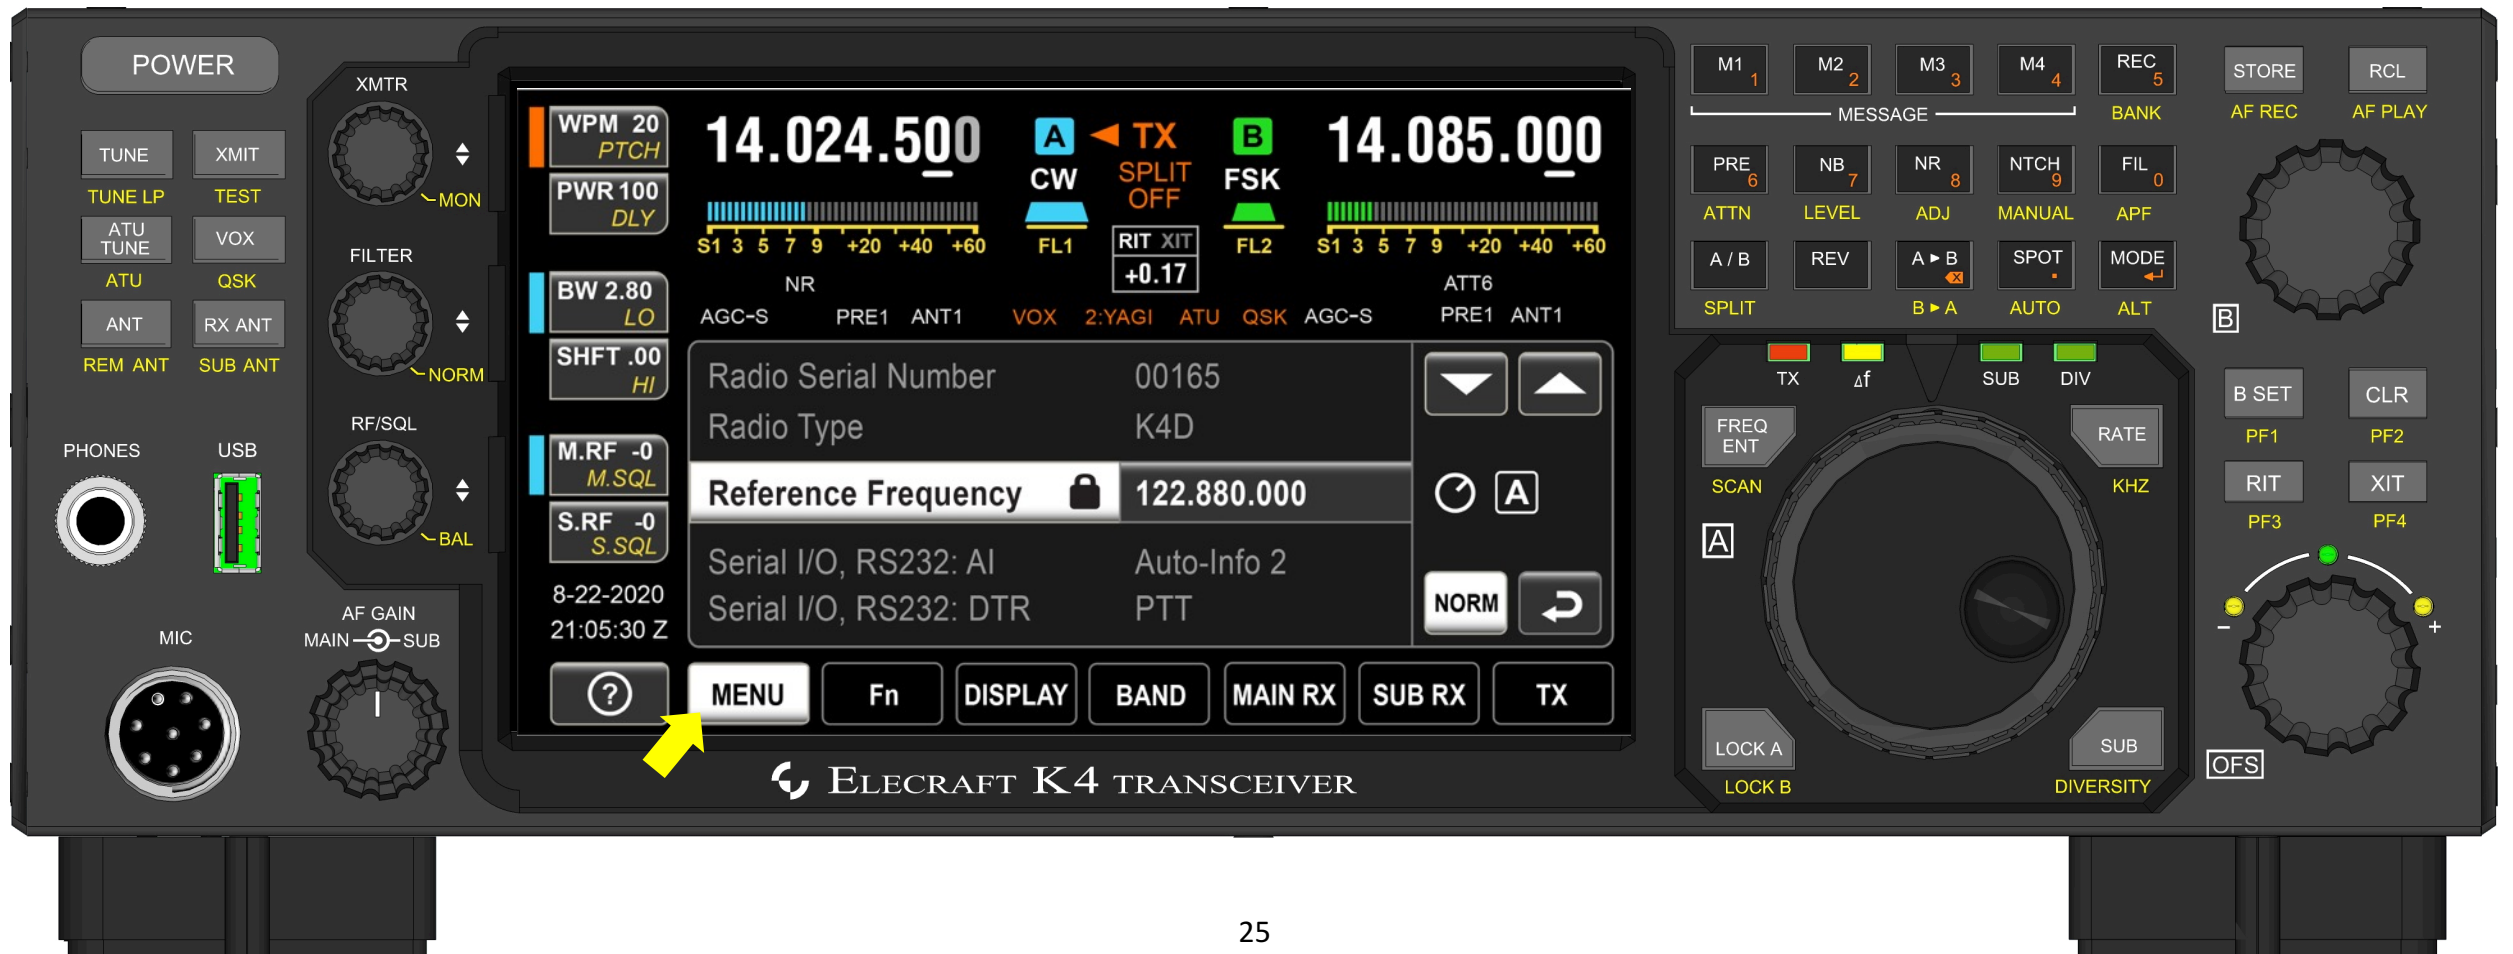 POWER
TUNE
XMIT
TUNE LP
TEST
ATU TUNE
VOX
ATU
QSK
ANT
RX ANT
REM ANT
SUB ANT
PHONES
USB
MIC
XMTR
MON
FILTER
NORM
RF/SQL
BAL
AF GAIN
MAIN SUB
WPM 20
PTCH
PWR 100
DLY
BW 2.80
LO
SHFT .00
HI
M.RF -0
M.SQL
S.RF -0
S.SQL
8-22-2020
21:05:30 Z
?
14.024.500
A TX B
14.085.000
CW SPLIT OFF FSK
S1 3 5 7 9 +20 +40 +60
FL1
RIT XIT
+0.17
FL2
S1 3 5 7 9 +20 +40 +60
NR
ATT6
AGC-S PRE1 ANT1 VOX 2:YAGI ATU QSK AGC-S PRE1 ANT1
Radio Serial Number 00165
Radio Type K4D
Reference Frequency 122.880.000 A
Serial I/O, RS232: AI Auto-Info 2
Serial I/O, RS232: DTR PTT
NORM
MENU Fn DISPLAY BAND MAIN RX SUB RX TX
ELECRAFT K4 TRANSCEIVER
M1 1 M2 2 M3 3 M4 4 REC 5
MESSAGE BANK
PRE 6 NB 7 NR 8 NTCH 9 FIL 0
ATTN LEVEL ADJ MANUAL APF
A / B REV A ▸ B SPOT MODE
SPLIT B ▸ A AUTO ALT
TX Δf SUB DIV
FREQ ENT
RATE
SCAN
KHZ
A
LOCK A
SUB
LOCK B
DIVERSITY
STORE RCL
AF REC AF PLAY
B
B SET CLR
PF1 PF2
RIT XIT
PF3 PF4
- +
OFS
25